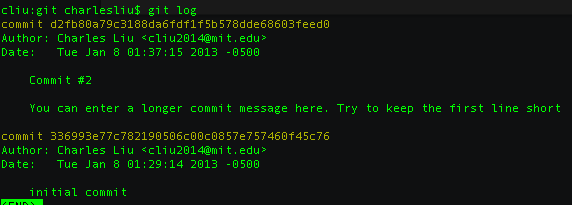 cliu:git charlesliu$ git log
commit d2fb80a79c3188da6fdf1f5b578dde68603feed0
Author: Charles Liu <cliu2014@mit.edu>
Date:   Tue Jan 8 01:37:15 2013 -0500
Commit #2
You can enter a longer commit message here. Try to keep the first line short
commit 336993e77c782190506c00c0857e757460f45c76
Author: Charles Liu <cliu2014@mit.edu>
Date:   Tue Jan 8 01:29:14 2013 -0500
initial commit
(END)